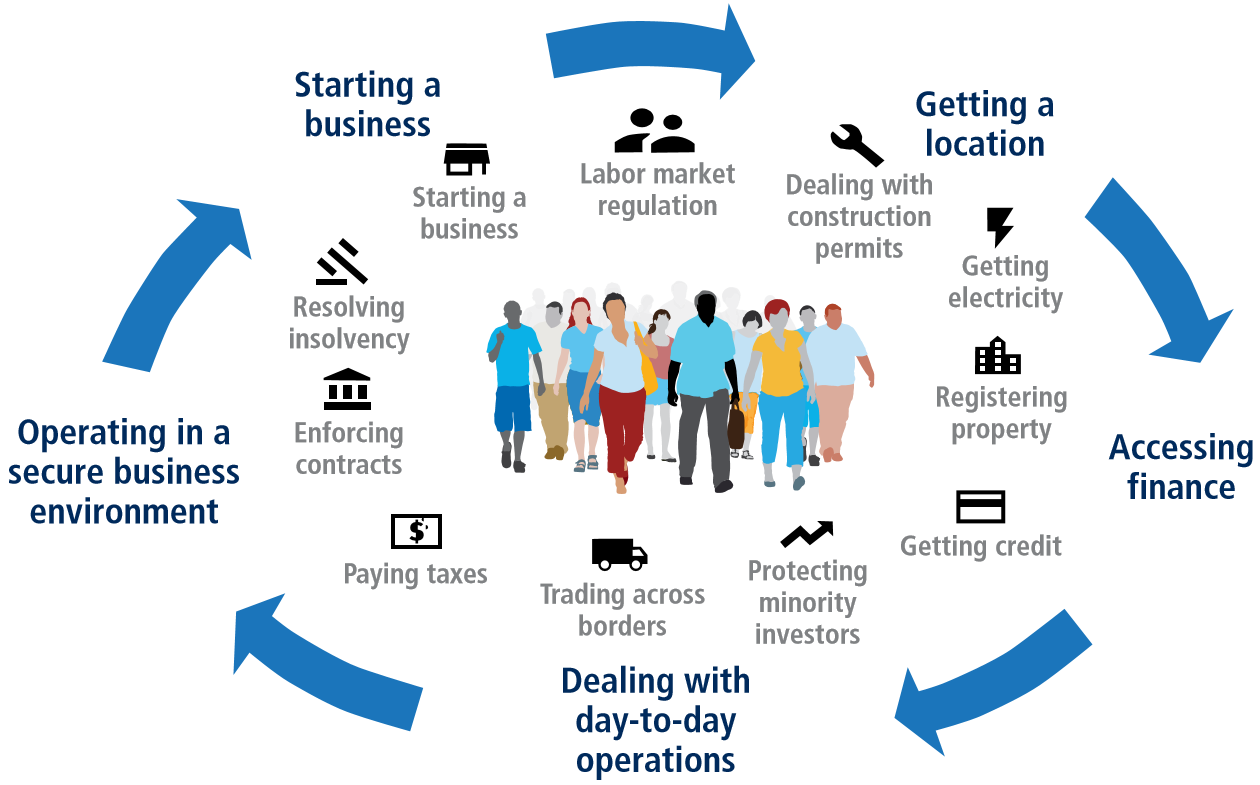 Starting a
business
Getting a
location
Accessing
finance
Dealing with
day-to-day
operations
Operating in a
secure business
environment
Starting a
business
Labor market
regulation
Dealing with
construction
permits
Getting
electricity
Registering
property
Getting credit
Protecting
minority
investors
Trading across
borders
$
Paying taxes
Enforcing
contracts
Resolving
insolvency